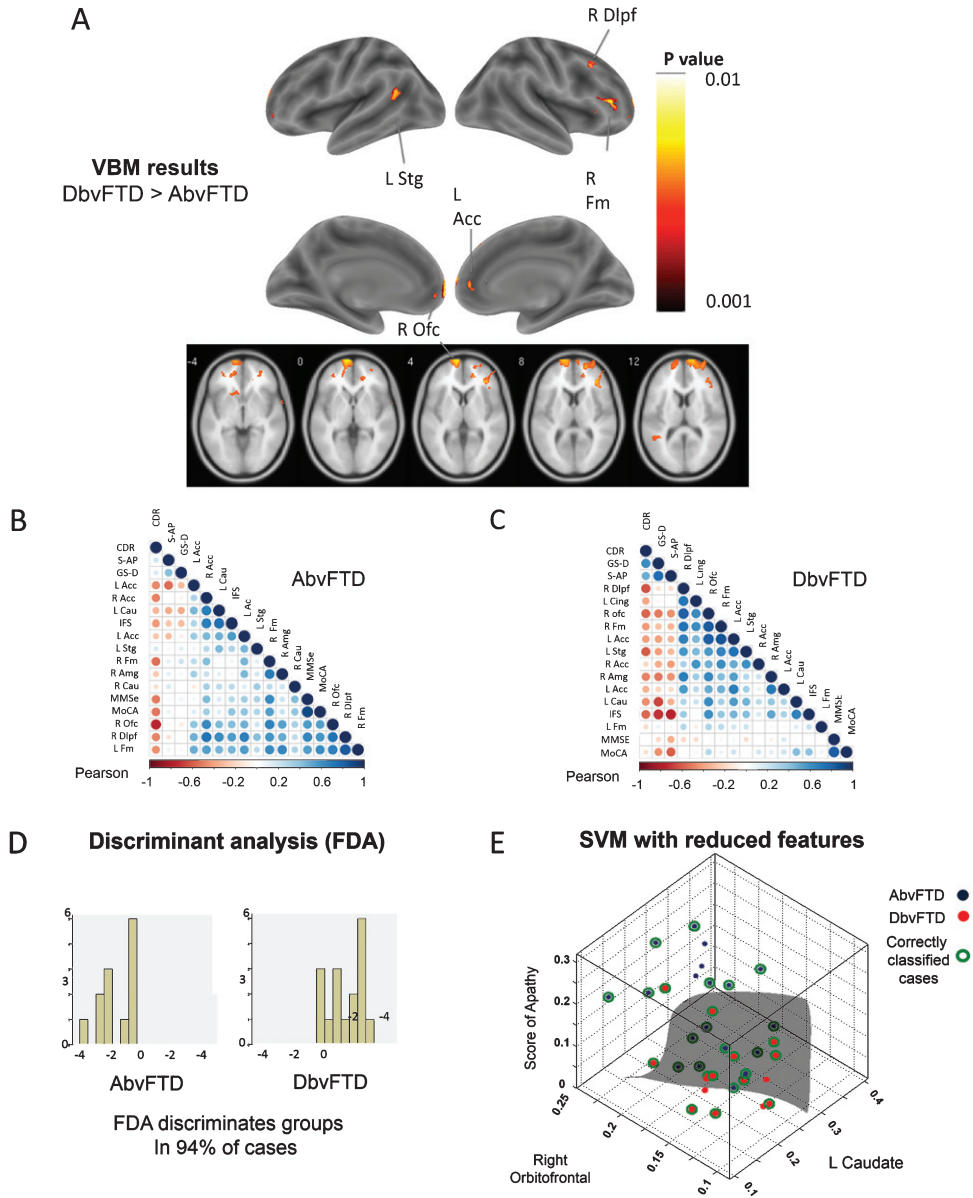 A
R Dlpf
P value
0.01
VBM results
DbvFTD > AbvFTD
L Stg
R
Fm
L
Acc
0.001
R Ofc
-4
0
4
8
12
B
CDR
S-AP
GS-D
L Acc
R Acc
L Cau
IFS
L Ac
L Stg
R Fm
R Amg
R Cau
MMSe
MoCA
R Ofc
R Dlpf
R Fm
AbvFTD
CDR
S-AP
GS-D
L Acc
R Acc
L Cau
IFS
L Acc
L Stg
R Fm
R Amg
R Cau
MMSe
MoCA
R Ofc
R Dlpf
L Fm
Pearson
-1 -0.6 -0.2 0.2 0.6 1
C
CDR
GS-D
S-AP
R Dlpf
L Cing
R Ofc
R Fm
L Acc
L Stg
R Acc
R Amg
L Acc
L Cau
IFS
L Fm
MMSE
MoCA
DbvFTD
CDR
GS-D
S-AP
R Dlpf
L Cing
R ofc
R Fm
L Acc
L Stg
R Acc
R Amg
L Acc
L Cau
IFS
L Fm
MMSE
MoCA
Pearson
-1 -0.6 -0.2 0.2 0.6 1
D
Discriminant analysis (FDA)
6
3
1
0
-4 -2 0 -2 -4
AbvFTD
6
3
1
0
-4 -2 0
-2 -4
DbvFTD
FDA discriminates groups
In 94% of cases
E
SVM with reduced features
AbvFTD
DbvFTD
Correctly
classified
cases
Score of Apathy
0.3
0.2
0.1
0
0.25
0.2
0.15
0.1
Right
Orbitofrontal
0.1
0.2
0.3
0.4
L Caudate